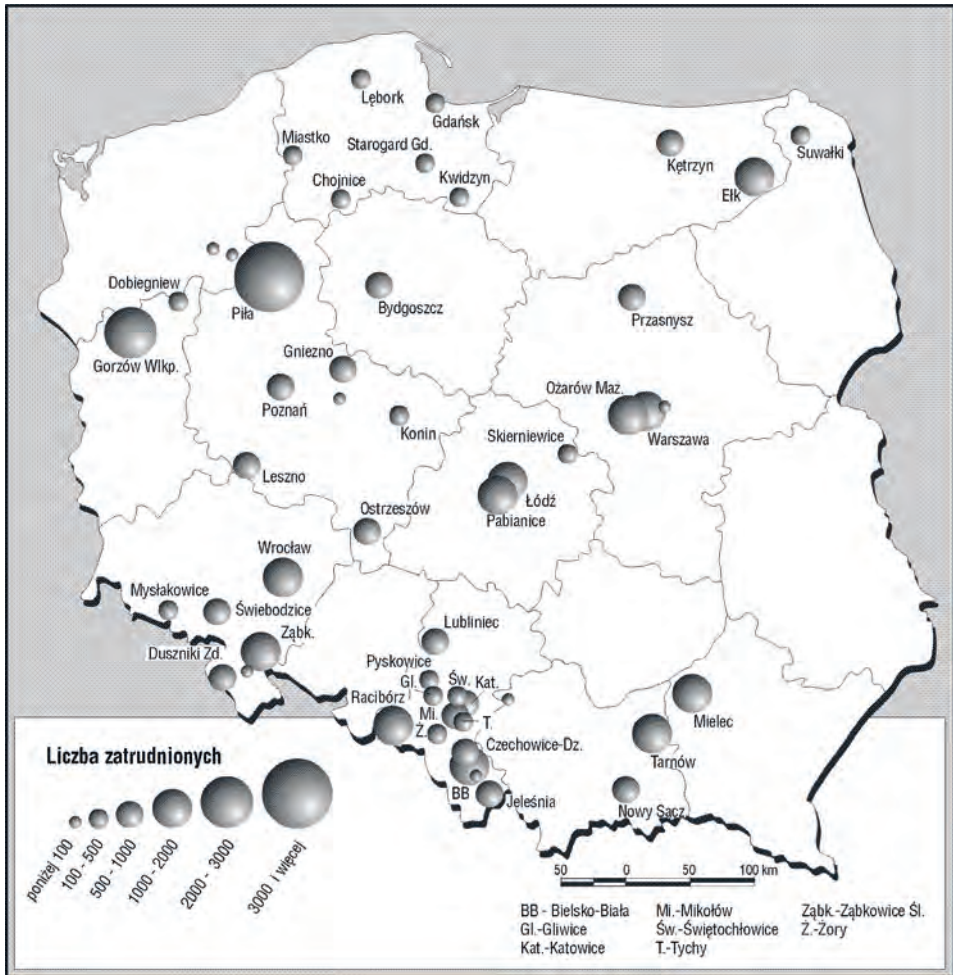 Lębork
Gdańsk
Miastko
Starogard Gd.
Suwałki
Kętrzyn
Chojnice
Kwidzyn
Ełk
Dobiegniew
Piła
Bydgoszcz
Przasnysz
Gorzów Wlkp.
Gniezno
Poznań
Ożarów Maz.
Konin
Warszawa
Skierniewice
Leszno
Łódź
Pabianice
Ostrzeszów
Wrocław
Mysłakowice
Świebodzice
Ząbk.
Lubliniec
Duszniki Zd.
Pyskowice
Gl.
Św.
Kat.
Racibórz
Mi.
T.
Ż.
Mielec
Czechowice-Dz.
Tarnów
BB
Jeleśnia
Nowy Sącz
Liczba zatrudnionych
poniżej 100
100 - 500
500 - 1000
1000 - 2000
2000 - 3000
3000 i więcej
50 0 50 100 km
BB - Bielsko-Biała Mi.-Mikołów Ząbk.-Ząbkowice Śl.
Gl.-Gliwice Św.-Świętochłowice Ż.-Żory
Kat.-Katowice T.-Tychy